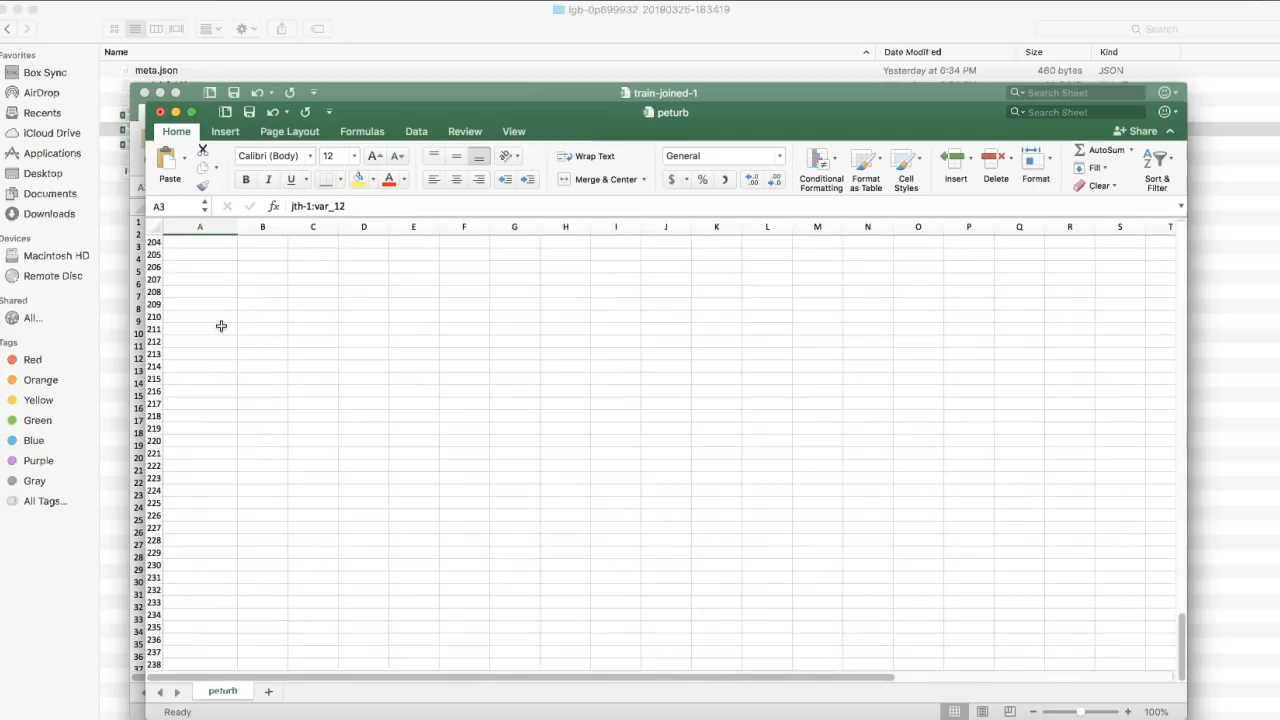 lgb-0p899932 20190325-183419
Search
Favorites
Name
Date Modified
Size
Kind
Box Sync
meta.json
Yesterday at 6:34 PM
460 bytes
JSON
AirDrop
train-joined-1
Search Sheet
Recents
peturb
Search Sheet
iCloud Drive
Home Insert Page Layout Formulas Data Review View
Share
Applications
Desktop
Documents
Downloads
Paste
Calibri (Body)
12
B I U
Wrap Text
Merge & Center
General
$ %
Conditional Formatting
Format as Table
Cell Styles
Insert
Delete
Format
AutoSum
Fill
Clear
Sort & Filter
A3
fx
jth-1:var_12
Devices
Macintosh HD
Remote Disc
Shared
All...
Tags
Red
Orange
Yellow
Green
Blue
Purple
Gray
All Tags...
A B C D E F G H I J K L M N O P Q R S T
1
2
3
4
5
6
7
8
9
10
11
12
13
14
15
16
17
18
19
20
21
22
23
24
25
26
27
28
29
30
31
32
33
34
35
36
37
204
205
206
207
208
209
210
211
212
213
214
215
216
217
218
219
220
221
222
223
224
225
226
227
228
229
230
231
232
233
234
235
236
237
238
peturb
+
Ready
100%